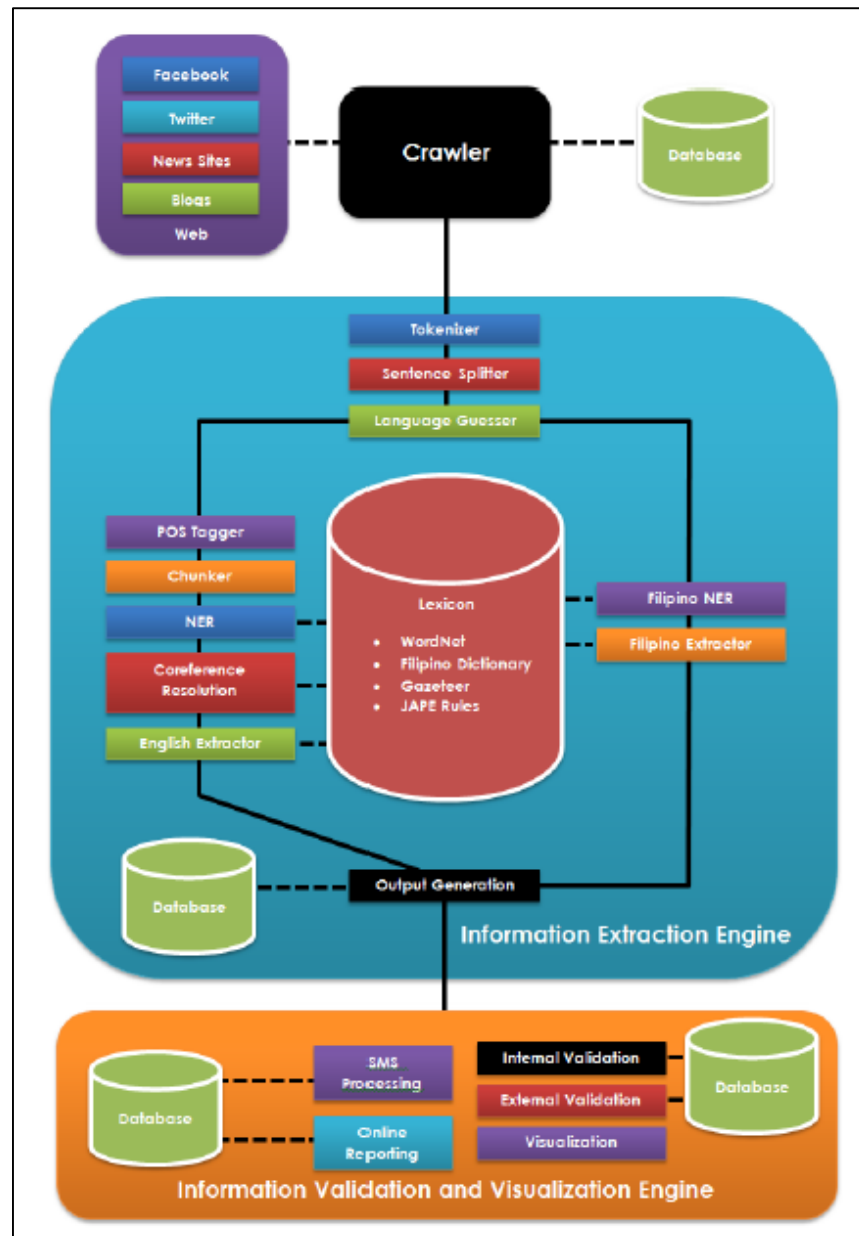 Facebook
Twitter
News Sites
Blogs
Web
Crawler
Database
Tokenizer
Sentence Splitter
Language Guesser
POS Tagger
Chunker
NER
Coreference
Resolution
English Extractor
Lexicon
• WordNet
• Filipino Dictionary
• Gazeteer
• JAPE Rules
Filipino NER
Filipino Extractor
Database
Output Generation
Information Extraction Engine
Database
SMS
Processing
Online
Reporting
Internal Validation
External Validation
Visualization
Database
Information Validation and Visualization Engine